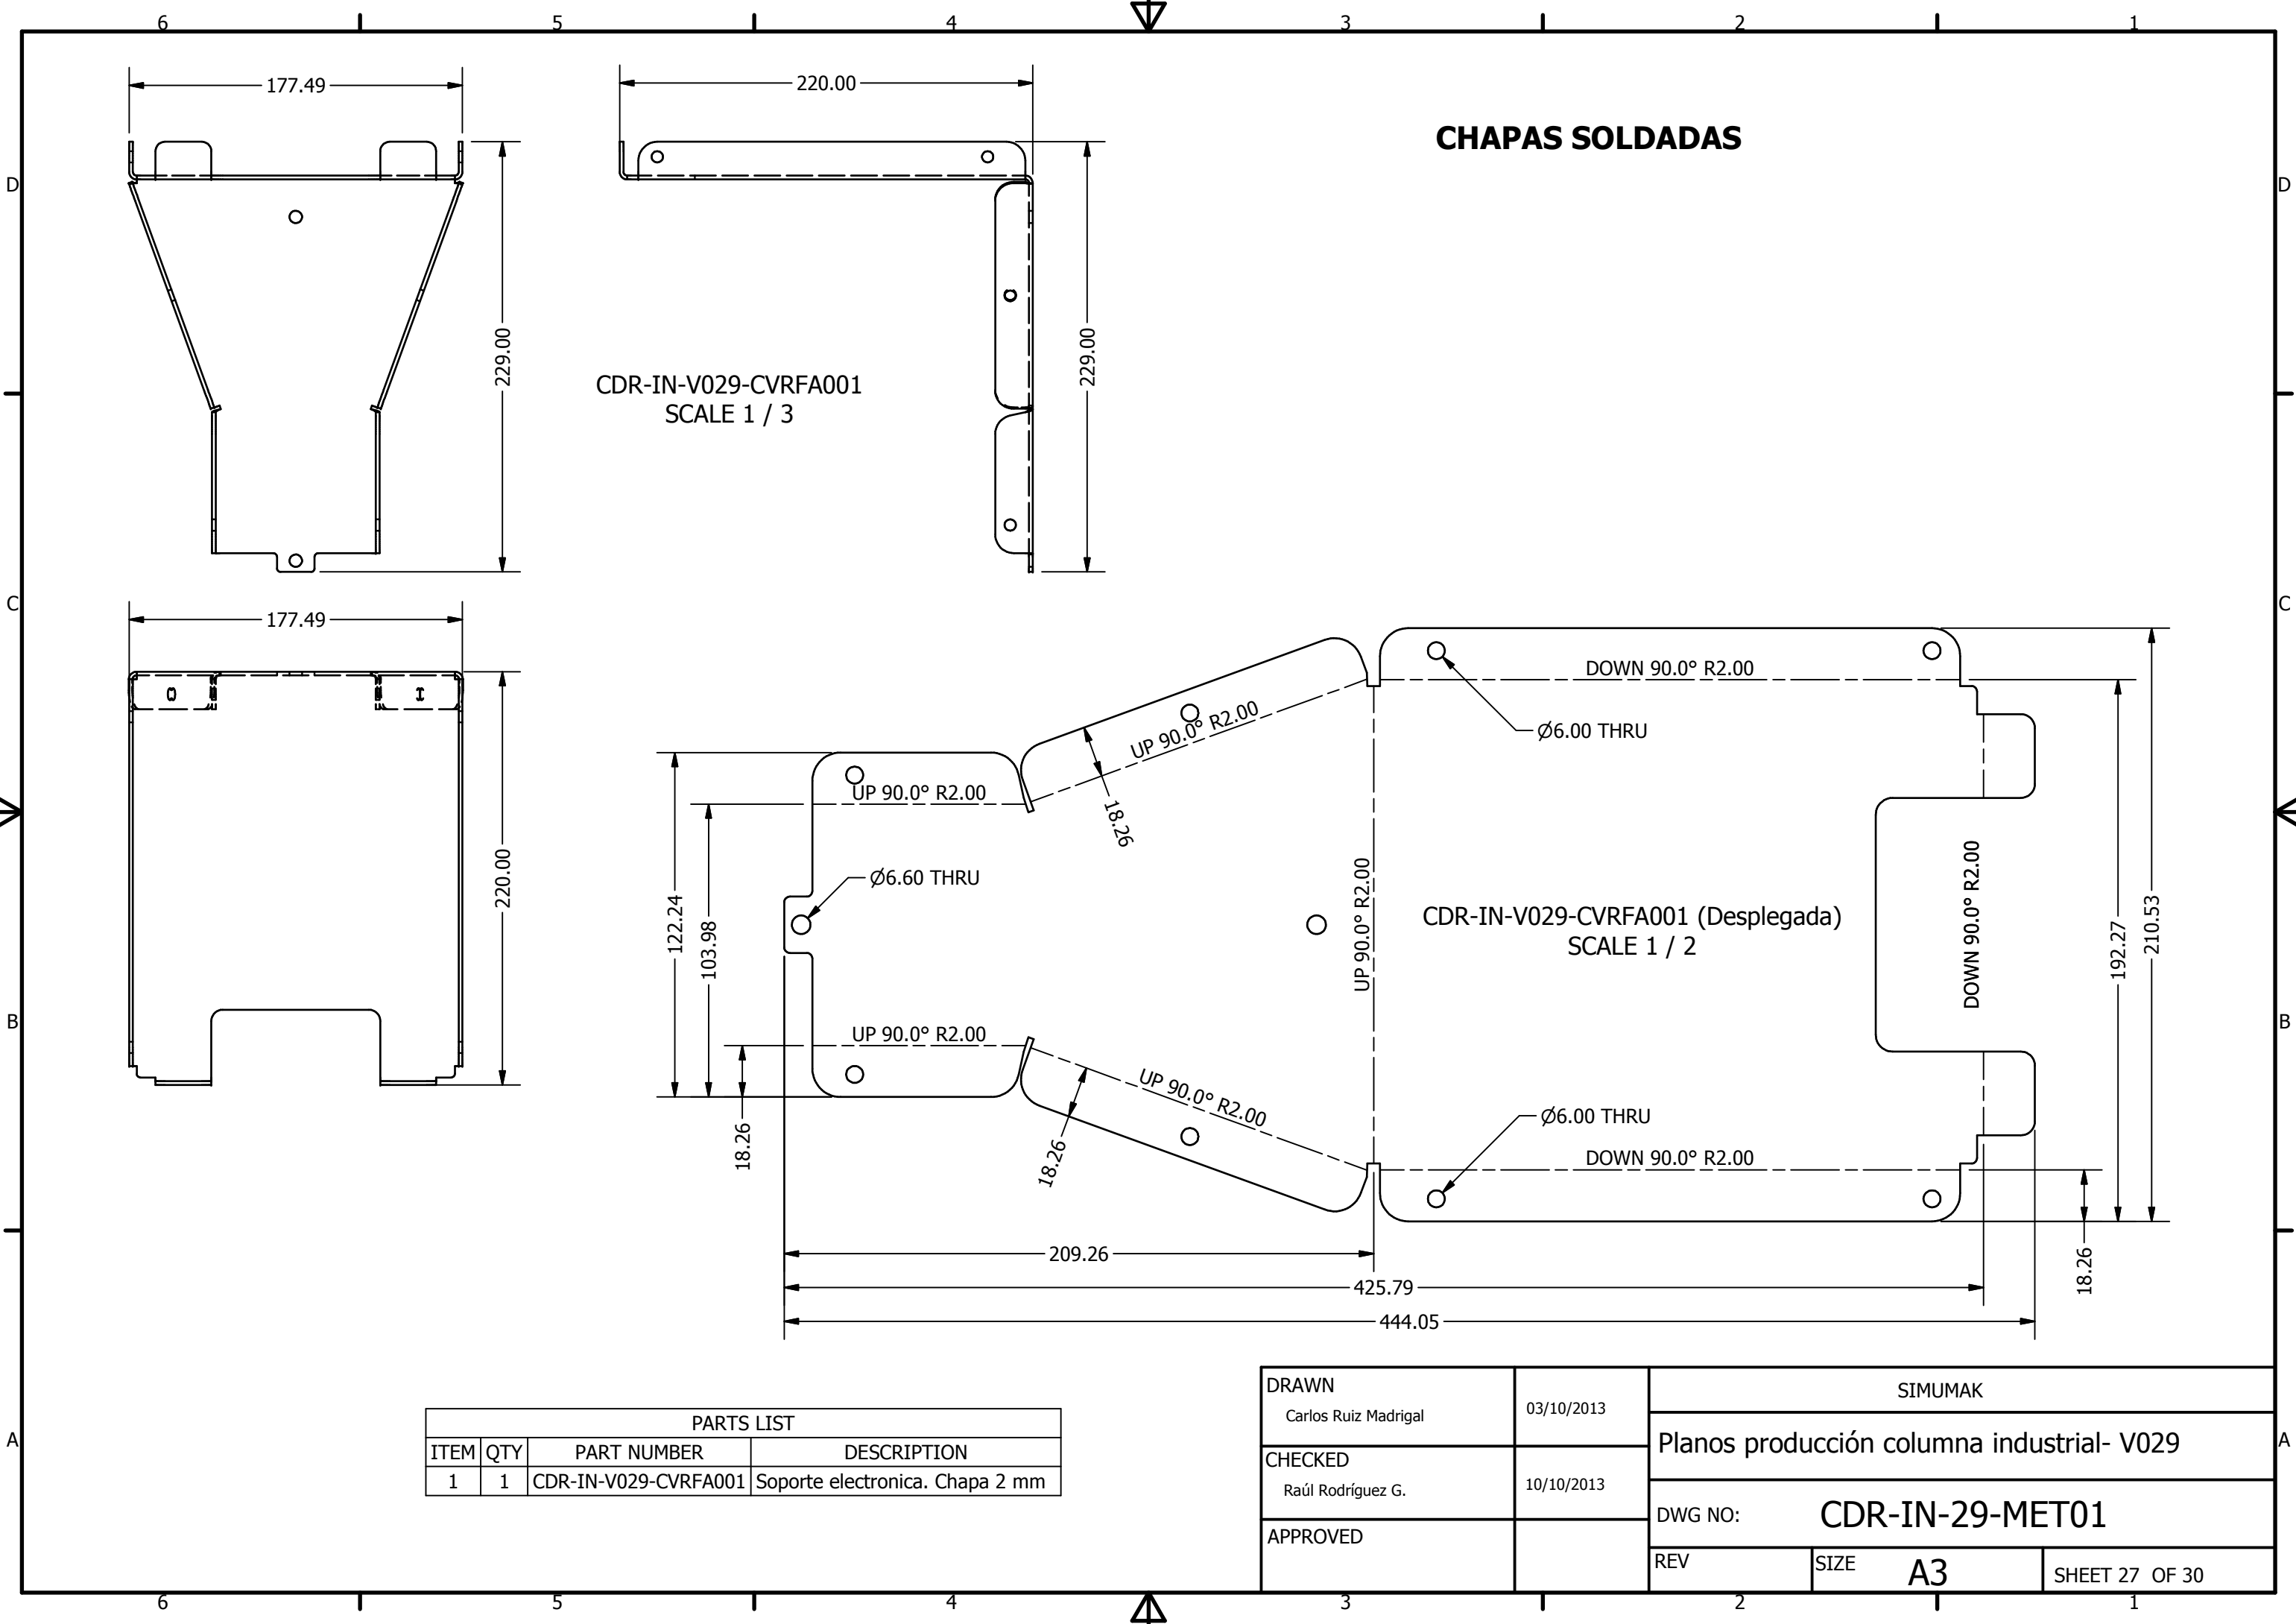 6 5 4 3 2 1
177.49
220.00
CHAPAS SOLDADAS
D
D
229.00
229.00
CDR-IN-V029-CVRFA001
SCALE 1 / 3
C
C
177.49
220.00
DOWN 90.0° R2.00
UP 90.0° R2.00
Ø6.00 THRU
UP 90.0° R2.00
18.26
Ø6.60 THRU
122.24
103.98
UP 90.0° R2.00
CDR-IN-V029-CVRFA001 (Desplegada)
SCALE 1 / 2
DOWN 90.0° R2.00
192.27
210.53
B
B
UP 90.0° R2.00
UP 90.0° R2.00
18.26
18.26
Ø6.00 THRU
DOWN 90.0° R2.00
18.26
209.26
425.79
444.05
A
A
PARTS LIST
ITEM QTY PART NUMBER DESCRIPTION
1 1 CDR-IN-V029-CVRFA001 Soporte electronica. Chapa 2 mm
DRAWN
Carlos Ruiz Madrigal
03/10/2013
CHECKED
Raúl Rodríguez G.
10/10/2013
APPROVED
SIMUMAK
Planos producción columna industrial- V029
DWG NO: CDR-IN-29-MET01
REV
SIZE A3
SHEET 27 OF 30
6 5 4 3 2 1